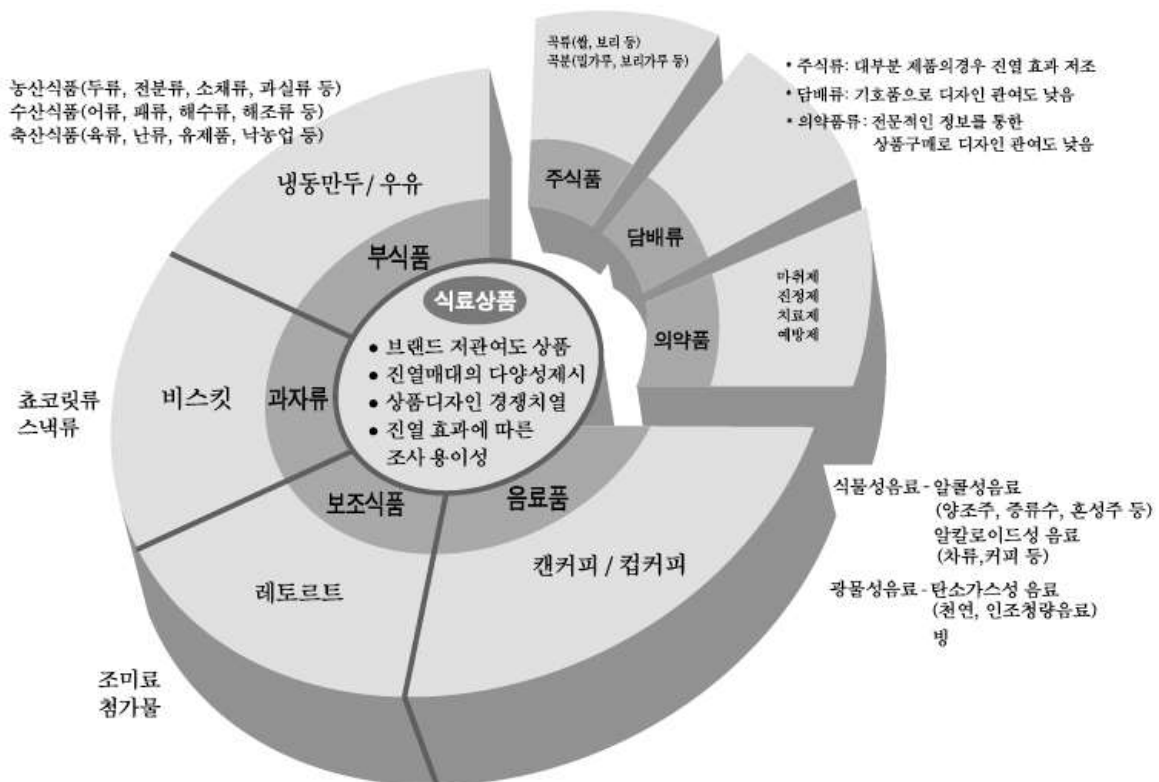 곡류(쌀, 보리 등)
곡분(밀가루, 보리가루 등)
* 주식류: 대부분 제품의경우 진열 효과 저조
* 담배류: 기호품으로 디자인 관여도 낮음
* 의약품류: 전문적인 정보를 통한
상품구매로 디자인 관여도 낮음
농산식품(두류, 전분류, 소채류, 과실류 등)
수산식품(어류, 패류, 해수류, 해조류 등)
축산식품(육류, 난류, 유제품, 낙농업 등)
냉동만두 / 우유
부식품
주식품
담배류
의약품
마취제
진정제
치료제
예방제
식료상품
• 브랜드 저관여도 상품
• 진열매대의 다양성제시
• 상품디자인 경쟁치열
• 진열 효과에 따른
조사 용이성
쵸코릿류
스낵류
비스킷
과자류
보조식품
음료품
레토르트
캔커피 / 컵커피
조미료
첨가물
식물성음료 - 알콜성음료
(양조주, 증류수, 혼성주 등)
알칼로이드성 음료
(차류,커피 등)
광물성음료 - 탄소가스성 음료
(천연, 인조청량음료)
빙